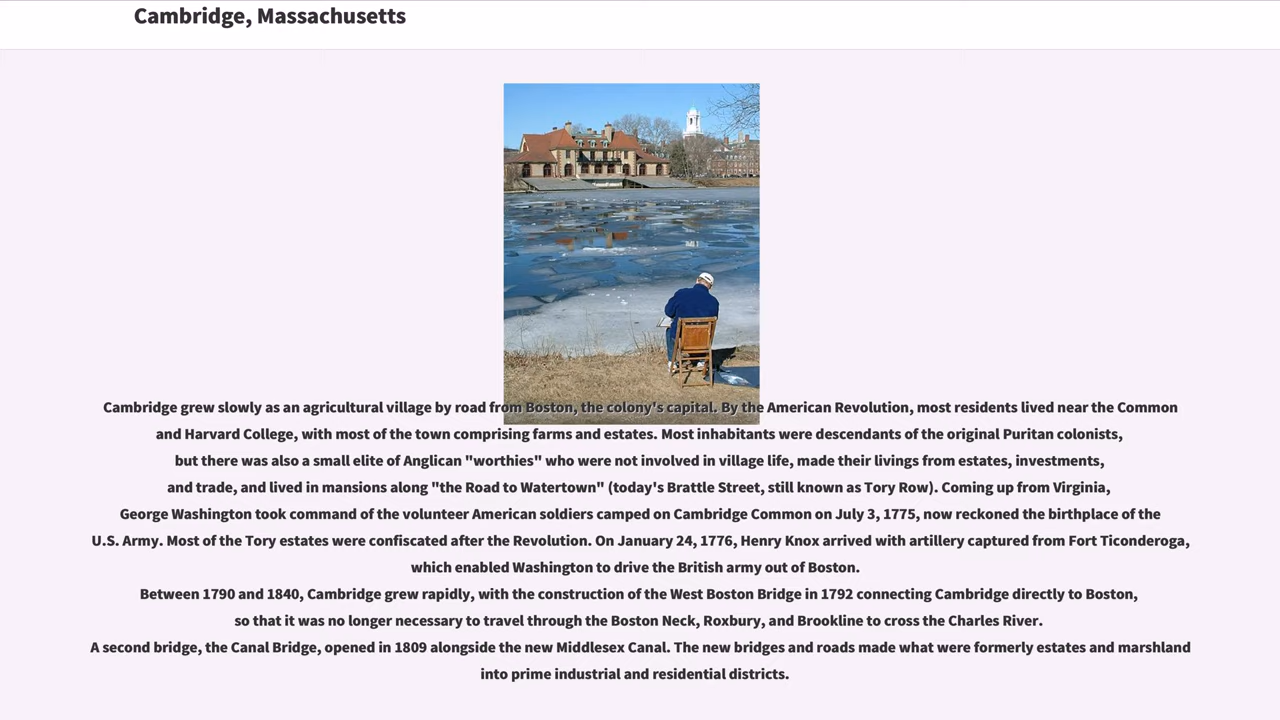 Cambridge, Massachusetts
Cambridge grew slowly as an agricultural village by road from Boston, the colony's capital. By the American Revolution, most residents lived near the Common
and Harvard College, with most of the town comprising farms and estates. Most inhabitants were descendants of the original Puritan colonists,
but there was also a small elite of Anglican "worthies" who were not involved in village life, made their livings from estates, investments,
and trade, and lived in mansions along "the Road to Watertown" (today's Brattle Street, still known as Tory Row). Coming up from Virginia,
George Washington took command of the volunteer American soldiers camped on Cambridge Common on July 3, 1775, now reckoned the birthplace of the
U.S. Army. Most of the Tory estates were confiscated after the Revolution. On January 24, 1776, Henry Knox arrived with artillery captured from Fort Ticonderoga,
which enabled Washington to drive the British army out of Boston.
Between 1790 and 1840, Cambridge grew rapidly, with the construction of the West Boston Bridge in 1792 connecting Cambridge directly to Boston,
so that it was no longer necessary to travel through the Boston Neck, Roxbury, and Brookline to cross the Charles River.
A second bridge, the Canal Bridge, opened in 1809 alongside the new Middlesex Canal. The new bridges and roads made what were formerly estates and marshland
into prime industrial and residential districts.